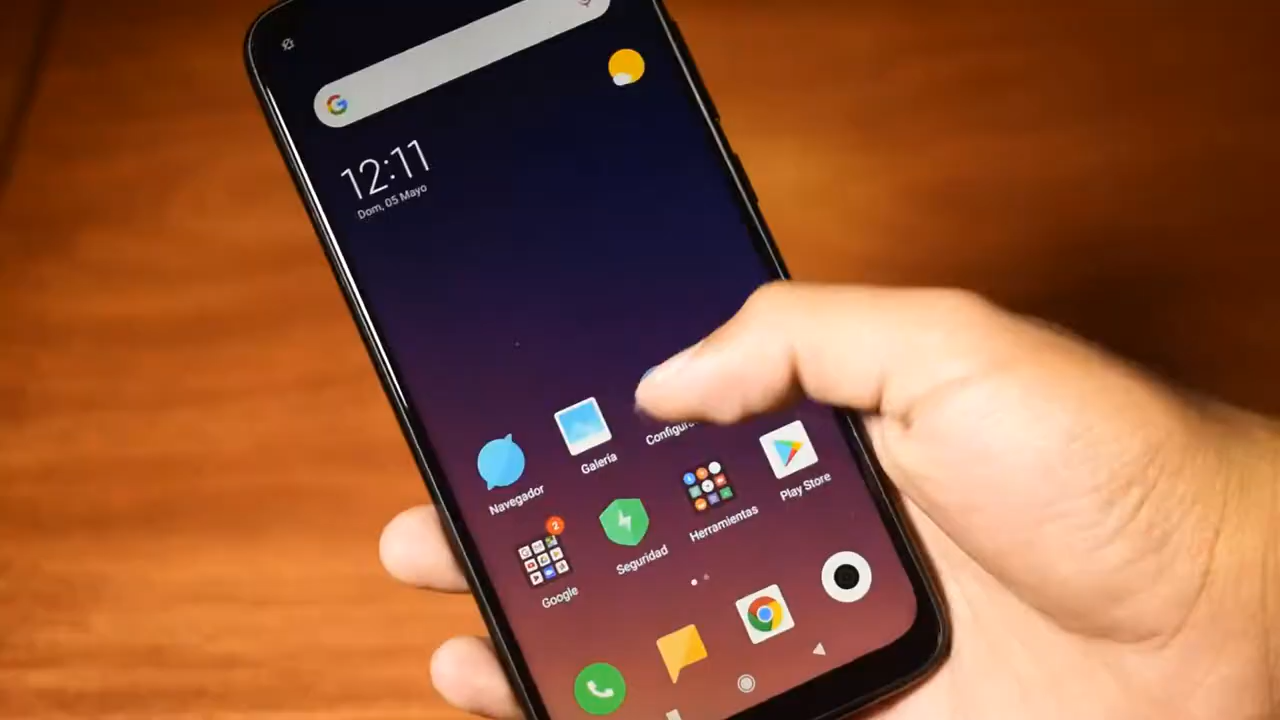 12:11
Dom, 05 Mayo
Navegador
Galería
Play Store
Google
2
Seguridad
Herramientas